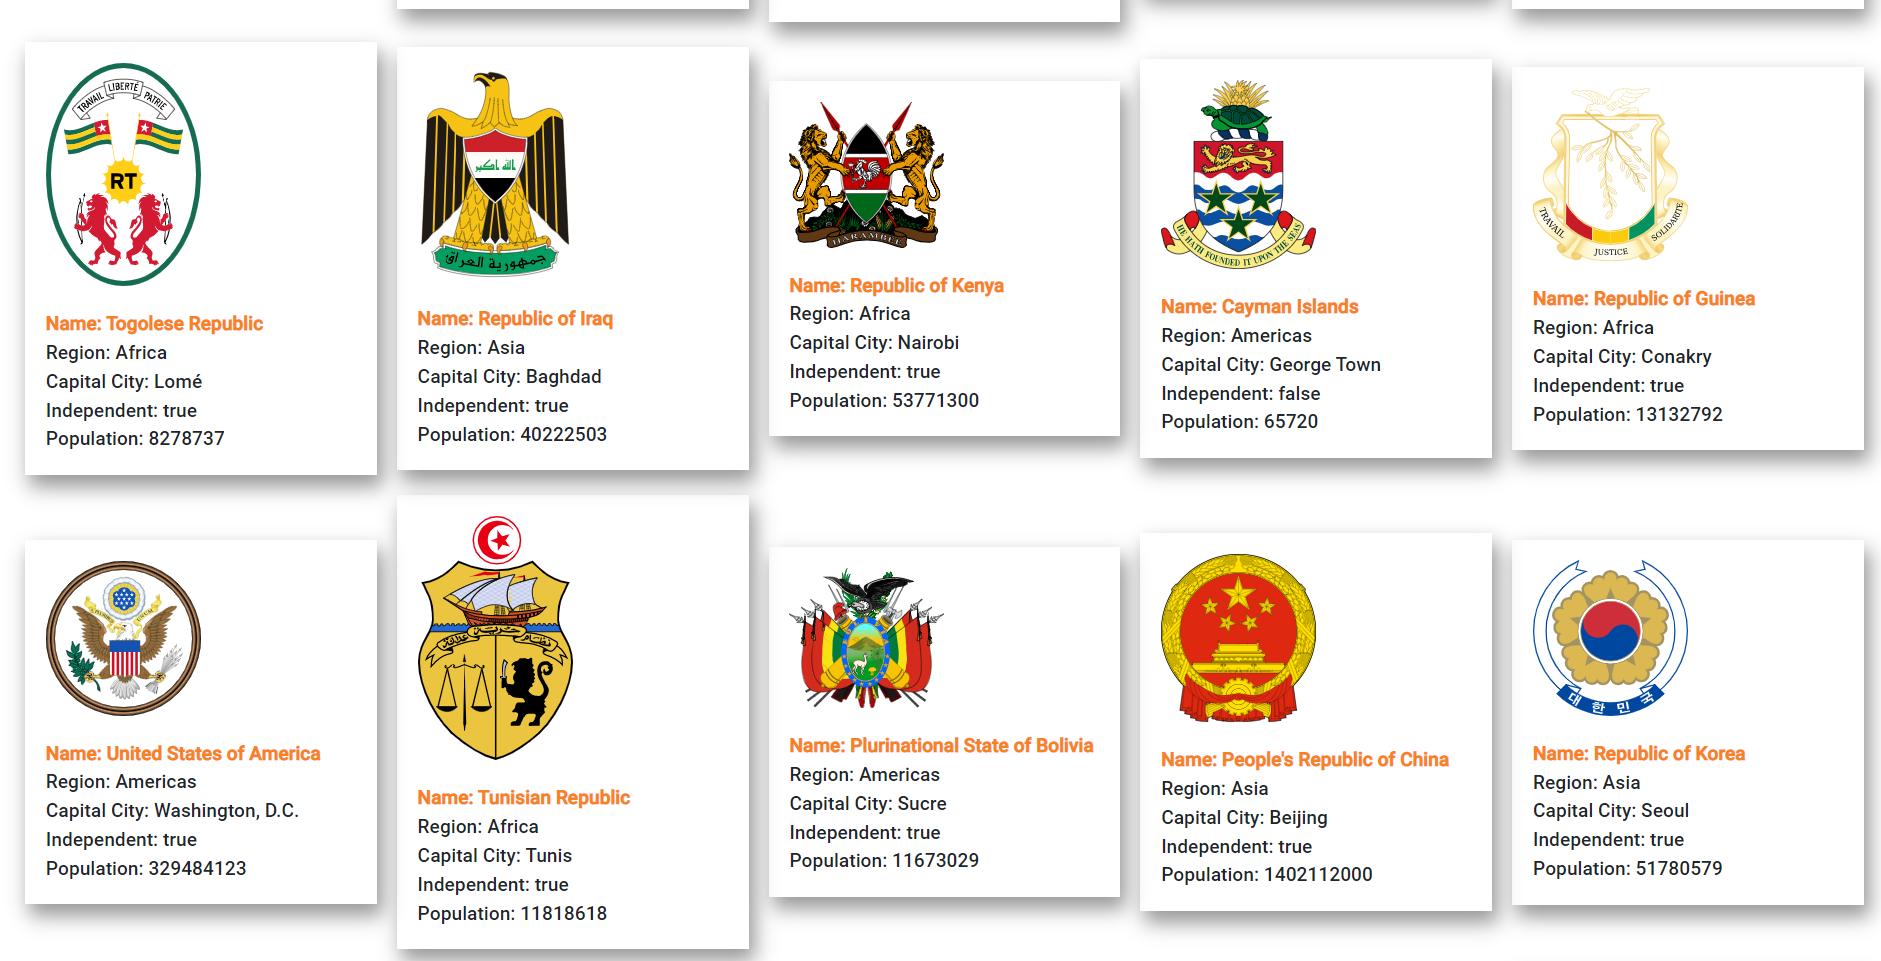 TRAVAIL LIBERTÉ PATRIE
RT
Name: Togolese Republic
Region: Africa
Capital City: Lomé
Independent: true
Population: 8278737
الله اكبر
جمهورية العراق
Name: Republic of Iraq
Region: Asia
Capital City: Baghdad
Independent: true
Population: 40222503
HARAMBEE
Name: Republic of Kenya
Region: Africa
Capital City: Nairobi
Independent: true
Population: 53771300
HE HATH FOUNDED IT UPON THE SEAS
Name: Cayman Islands
Region: Americas
Capital City: George Town
Independent: false
Population: 65720
TRAVAIL JUSTICE SOLIDARITE
Name: Republic of Guinea
Region: Africa
Capital City: Conakry
Independent: true
Population: 13132792
Name: United States of America
Region: Americas
Capital City: Washington, D.C.
Independent: true
Population: 329484123
نظام حرية عدالة
Name: Tunisian Republic
Region: Africa
Capital City: Tunis
Independent: true
Population: 11818618
Name: Plurinational State of Bolivia
Region: Americas
Capital City: Sucre
Independent: true
Population: 11673029
Name: People's Republic of China
Region: Asia
Capital City: Beijing
Independent: true
Population: 1402112000
대한민국
Name: Republic of Korea
Region: Asia
Capital City: Seoul
Independent: true
Population: 51780579